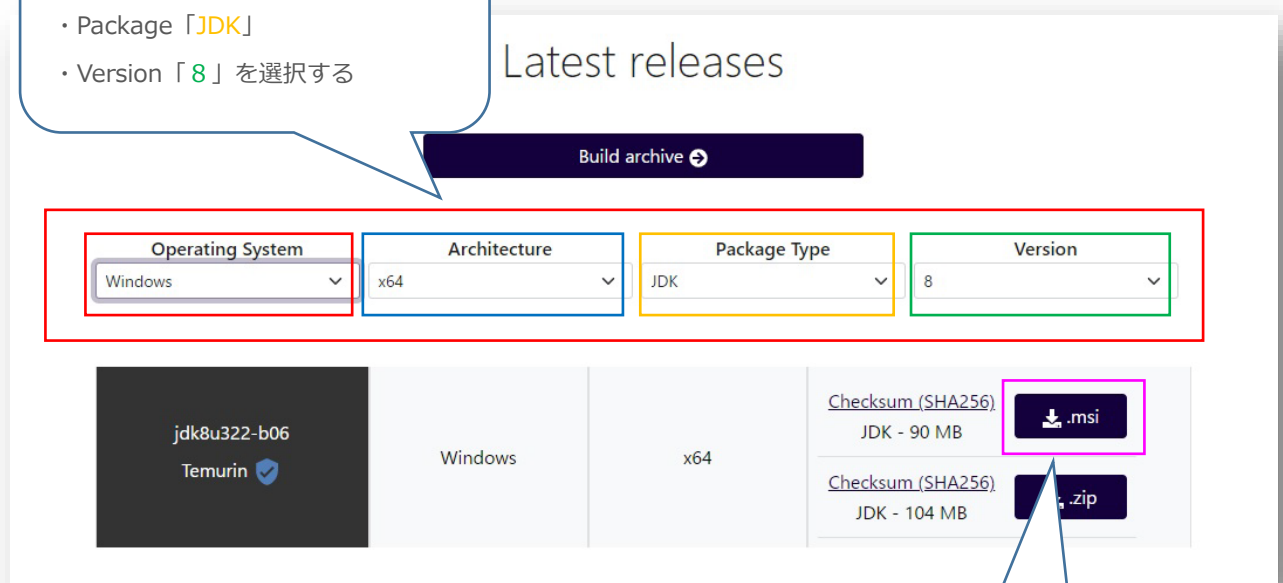 ・Package「JDK」
・Version「8」を選択する
Latest releases
Build archive
Operating System
Architecture
Package Type
Version
Windows
x64
JDK
8
jdk8u322-b06
Temurin
Windows
x64
Checksum (SHA256)
JDK - 90 MB
.msi
Checksum (SHA256)
JDK - 104 MB
.zip